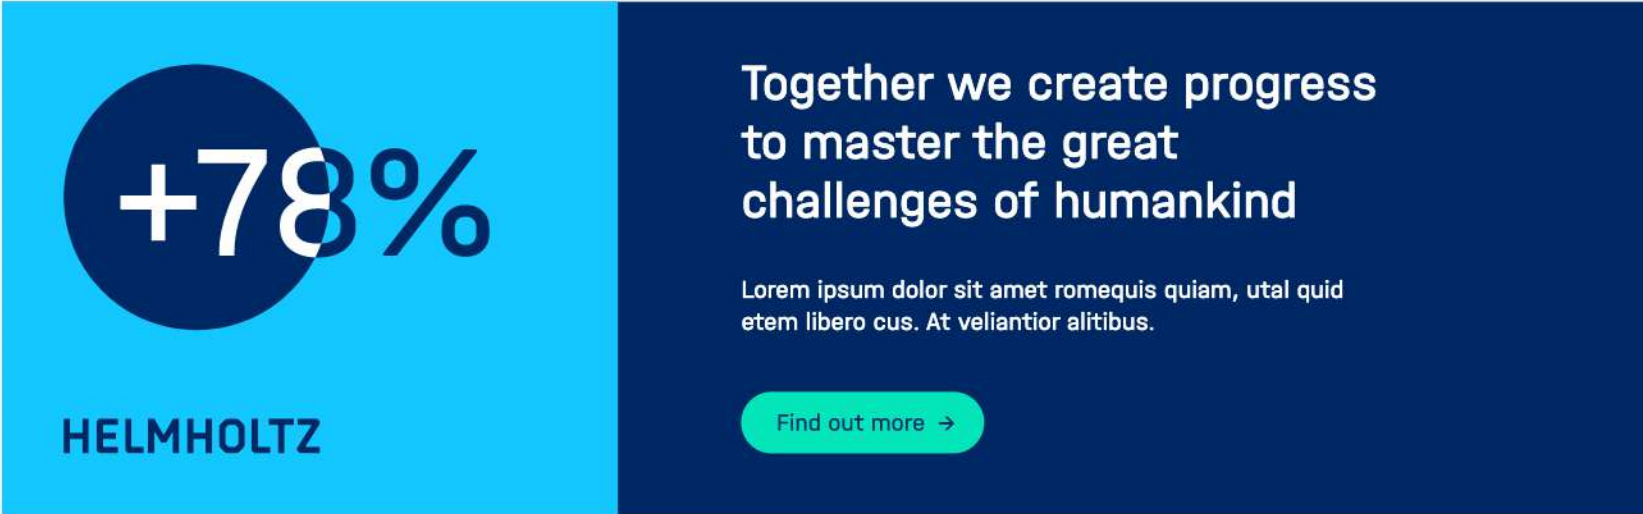 +78%
HELMHOLTZ
Together we create progress
to master the great
challenges of humankind
Lorem ipsum dolor sit amet romequis quiam, utal quid
etem libero cus. At veliantior alitibus.
Find out more →